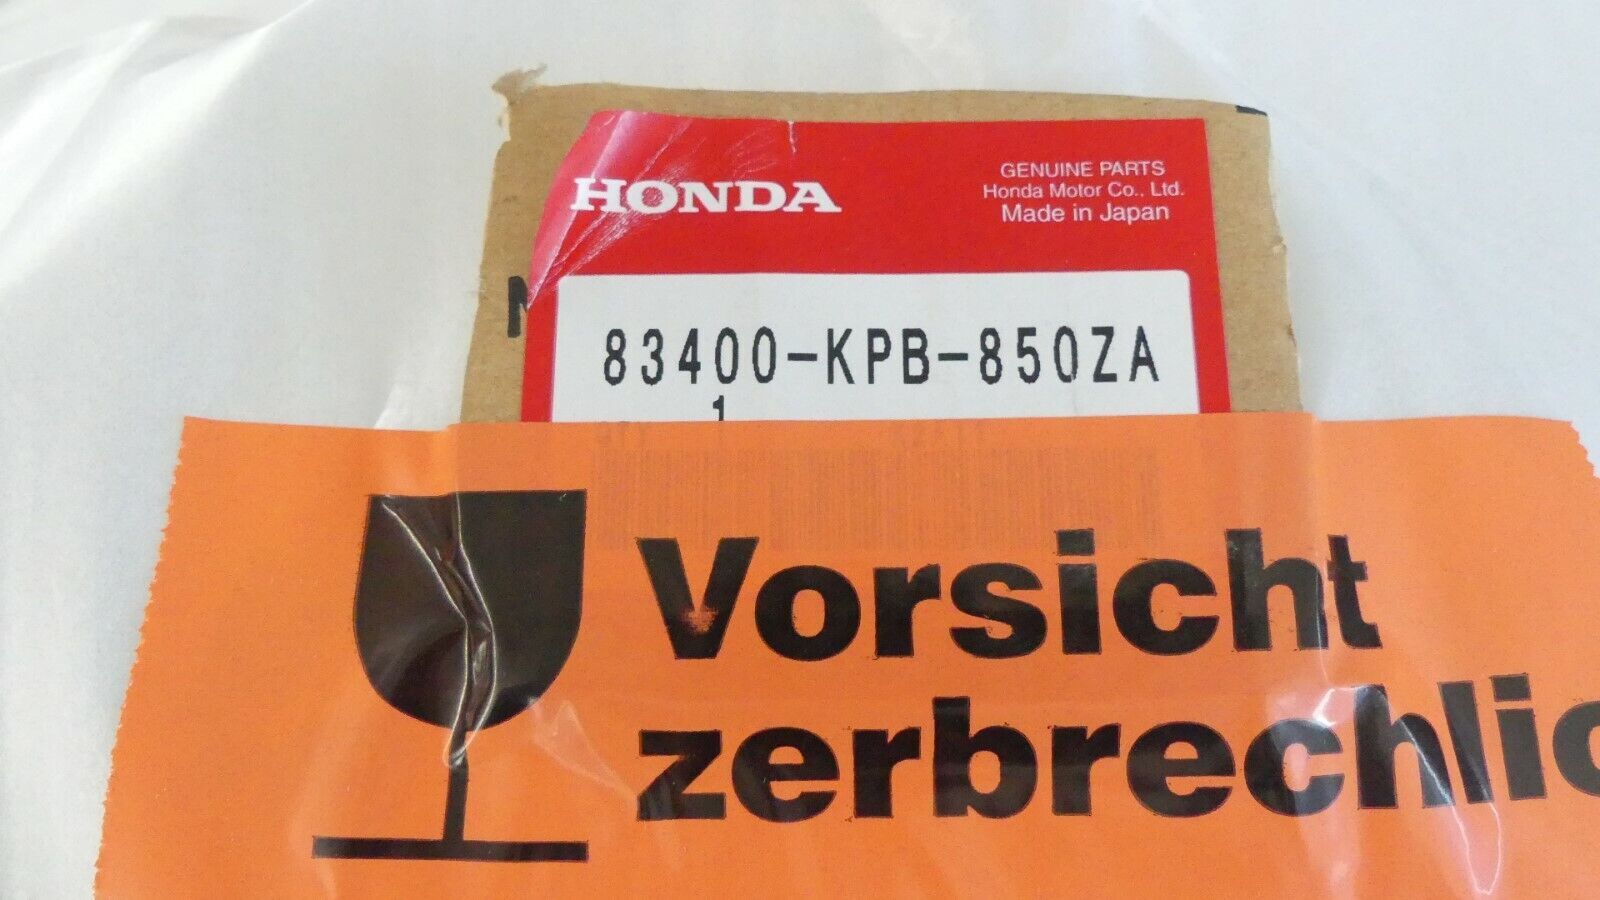 HONDA
GENUINE PARTS
Honda Motor Co., Ltd.
Made in Japan
83400-KPB-850ZA
1
Vorsicht
zerbrechlic